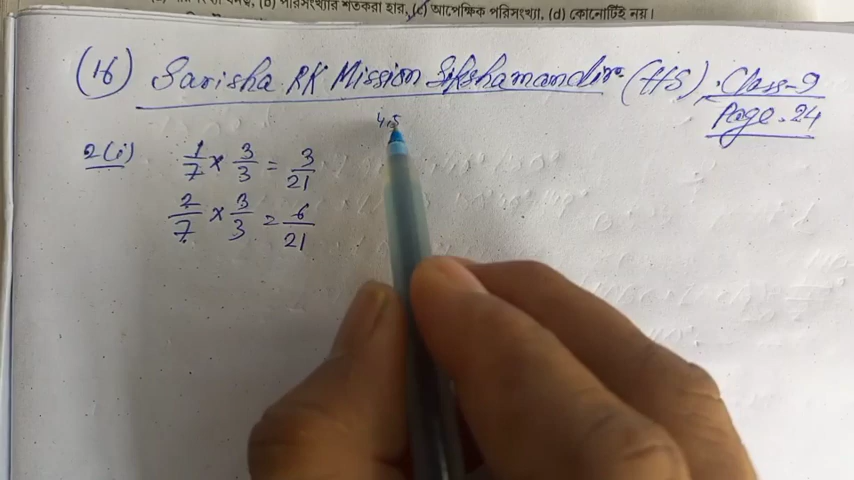 (b) পরিসংখ্যার শতকরা হার, (c) আপেক্ষিক পরিসংখ্যা, (d) কোনোটিই নয়।
(16) Sarisha RK Mission Sikshamandir (HS). Class-9
Page-24
4,5
2(i) 1/7 × 3/3 = 3/21
2/7 × 3/3 = 6/21